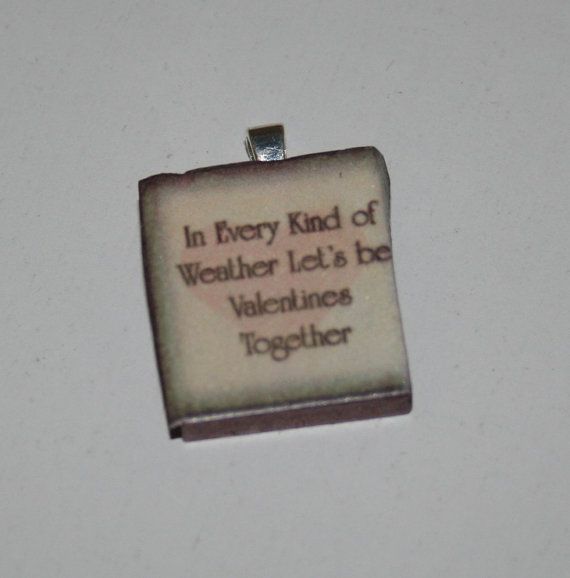 In Every Kind of
Weather Let's be
Valentines
Together